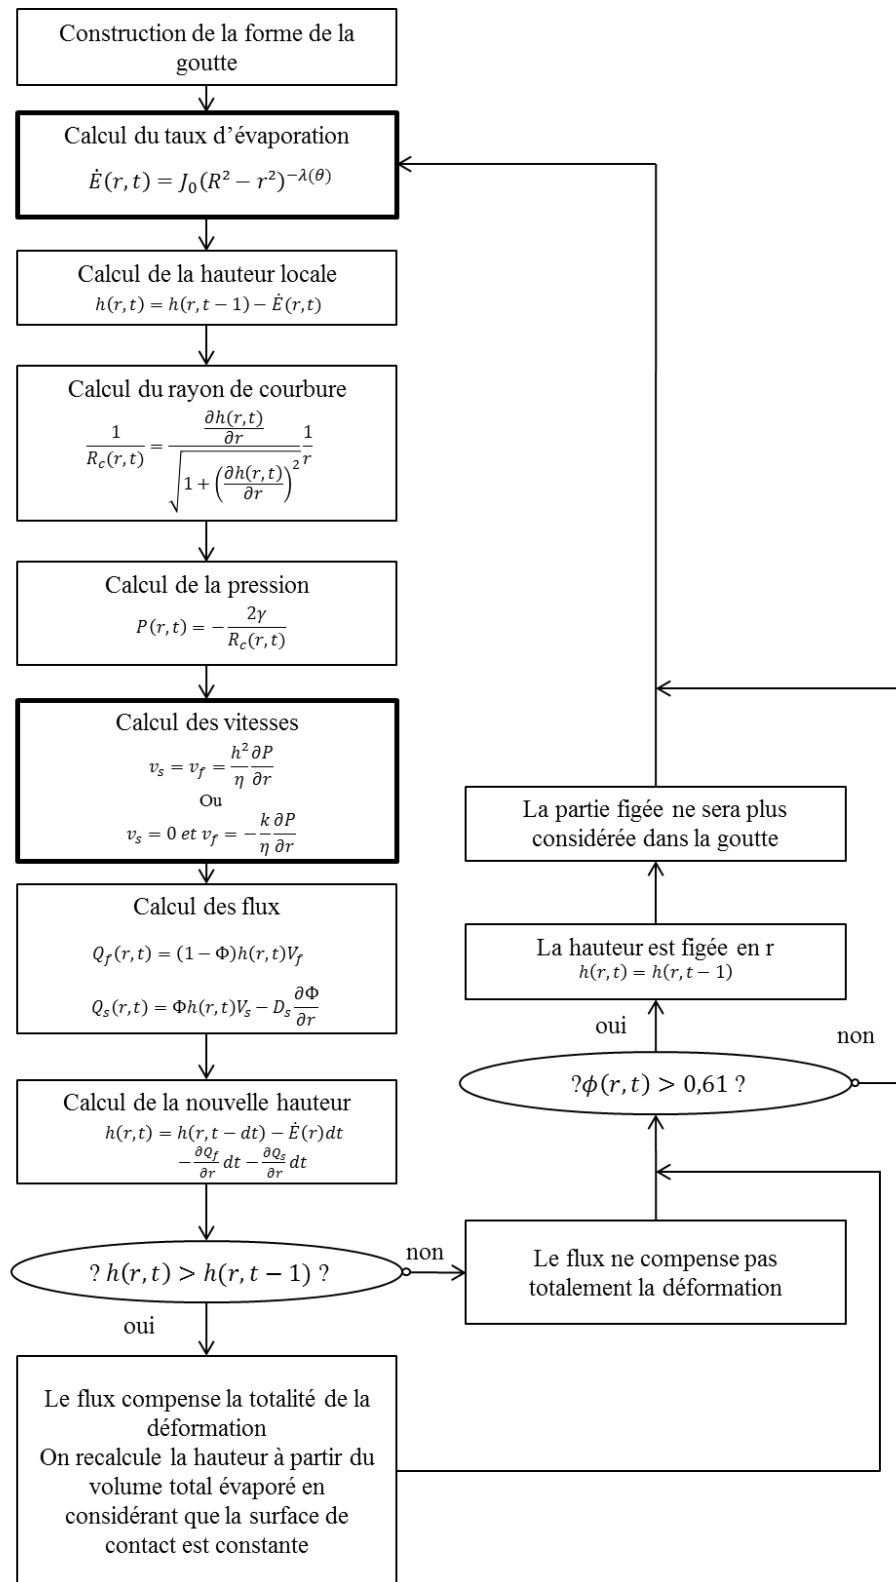 Construction de la forme de la
goutte
Calcul du taux d’évaporation
Ė(r, t) = J₀(R² − r²)^(−λ(θ))
Calcul de la hauteur locale
h(r, t) = h(r, t − 1) − Ė(r, t)
Calcul du rayon de courbure
1/R_c(r, t) = (∂h(r, t)/∂r)/√(1 + (∂h(r, t)/∂r)²) 1/r
Calcul de la pression
P(r, t) = −2γ/R_c(r, t)
Calcul des vitesses
v_s = v_f = h²/η ∂P/∂r
Ou
v_s = 0 et v_f = −k/η ∂P/∂r
Calcul des flux
Q_f(r, t) = (1 − Φ)h(r, t)V_f
Q_s(r, t) = Φh(r, t)V_s − D_s ∂Φ/∂r
Calcul de la nouvelle hauteur
h(r, t) = h(r, t − dt) − Ė(r)dt
−∂Q_f/∂r dt − ∂Q_s/∂r dt
? h(r, t) > h(r, t − 1) ?
non
oui
Le flux compense la totalité de la
déformation
On recalcule la hauteur à partir du
volume total évaporé en
considérant que la surface de
contact est constante
Le flux ne compense pas
totalement la déformation
?ϕ(r, t) > 0,61 ?
oui
non
La hauteur est figée en r
h(r, t) = h(r, t − 1)
La partie figée ne sera plus
considérée dans la goutte